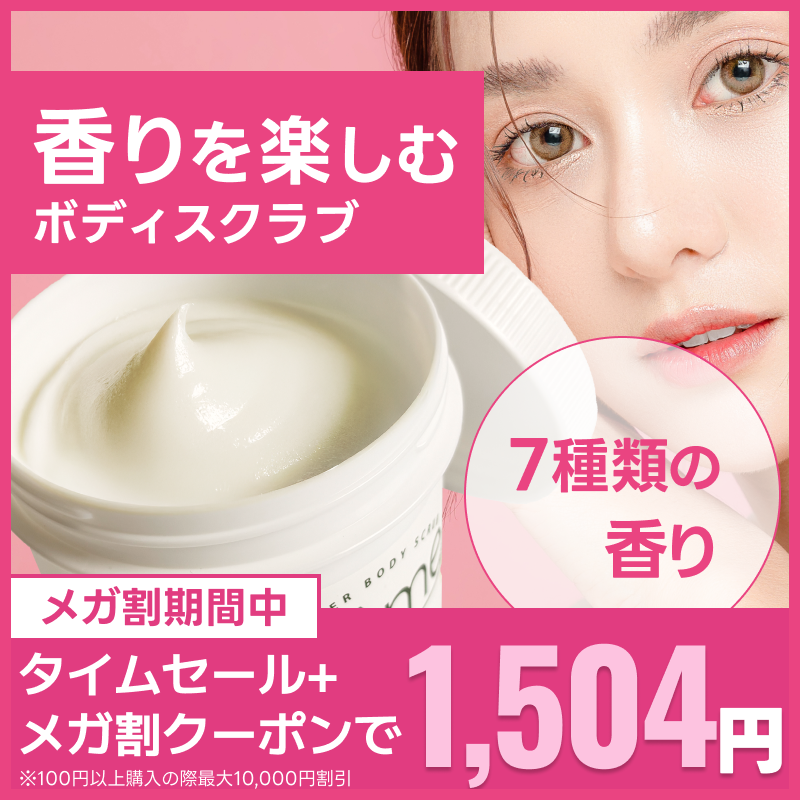 香りを楽しむ
ボディスクラブ
7種類の
香り
BODY SCRUB
メガ割期間中
タイムセール+
メガ割クーポンで
1,504円
※100円以上購入の際最大10,000円割引